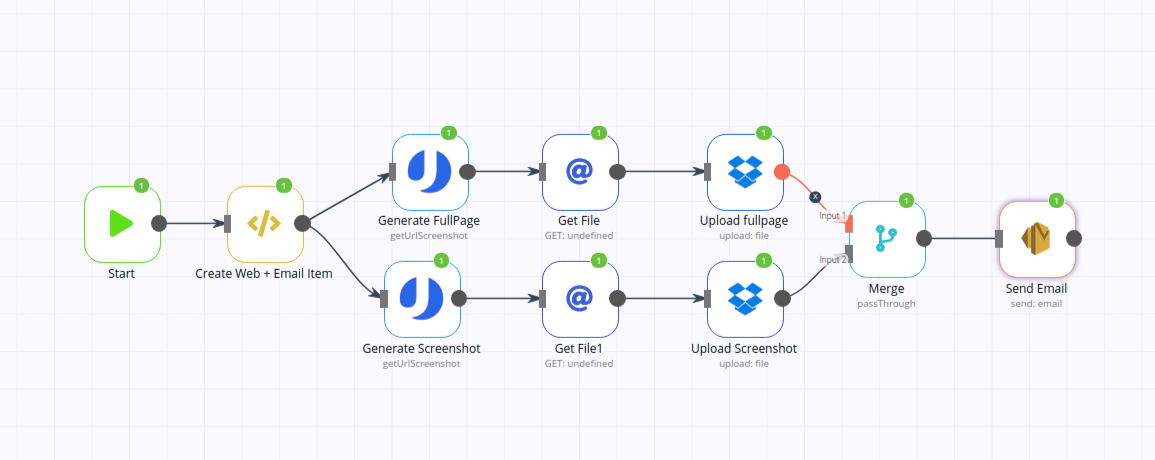 1
Start
1
Create Web + Email Item
1
Generate FullPage
getUrlScreenshot
1
Get File
GET: undefined
1
Upload fullpage
upload: file
1
Generate Screenshot
getUrlScreenshot
1
Get File1
GET: undefined
1
Upload Screenshot
upload: file
x
Input 1
Input 2
1
Merge
passThrough
1
Send Email
send: email